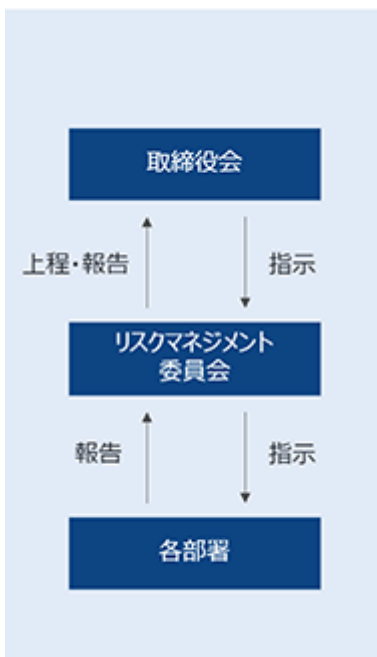 取締役会
上程・報告
指示
リスクマネジメント
委員会
報告
指示
各部署